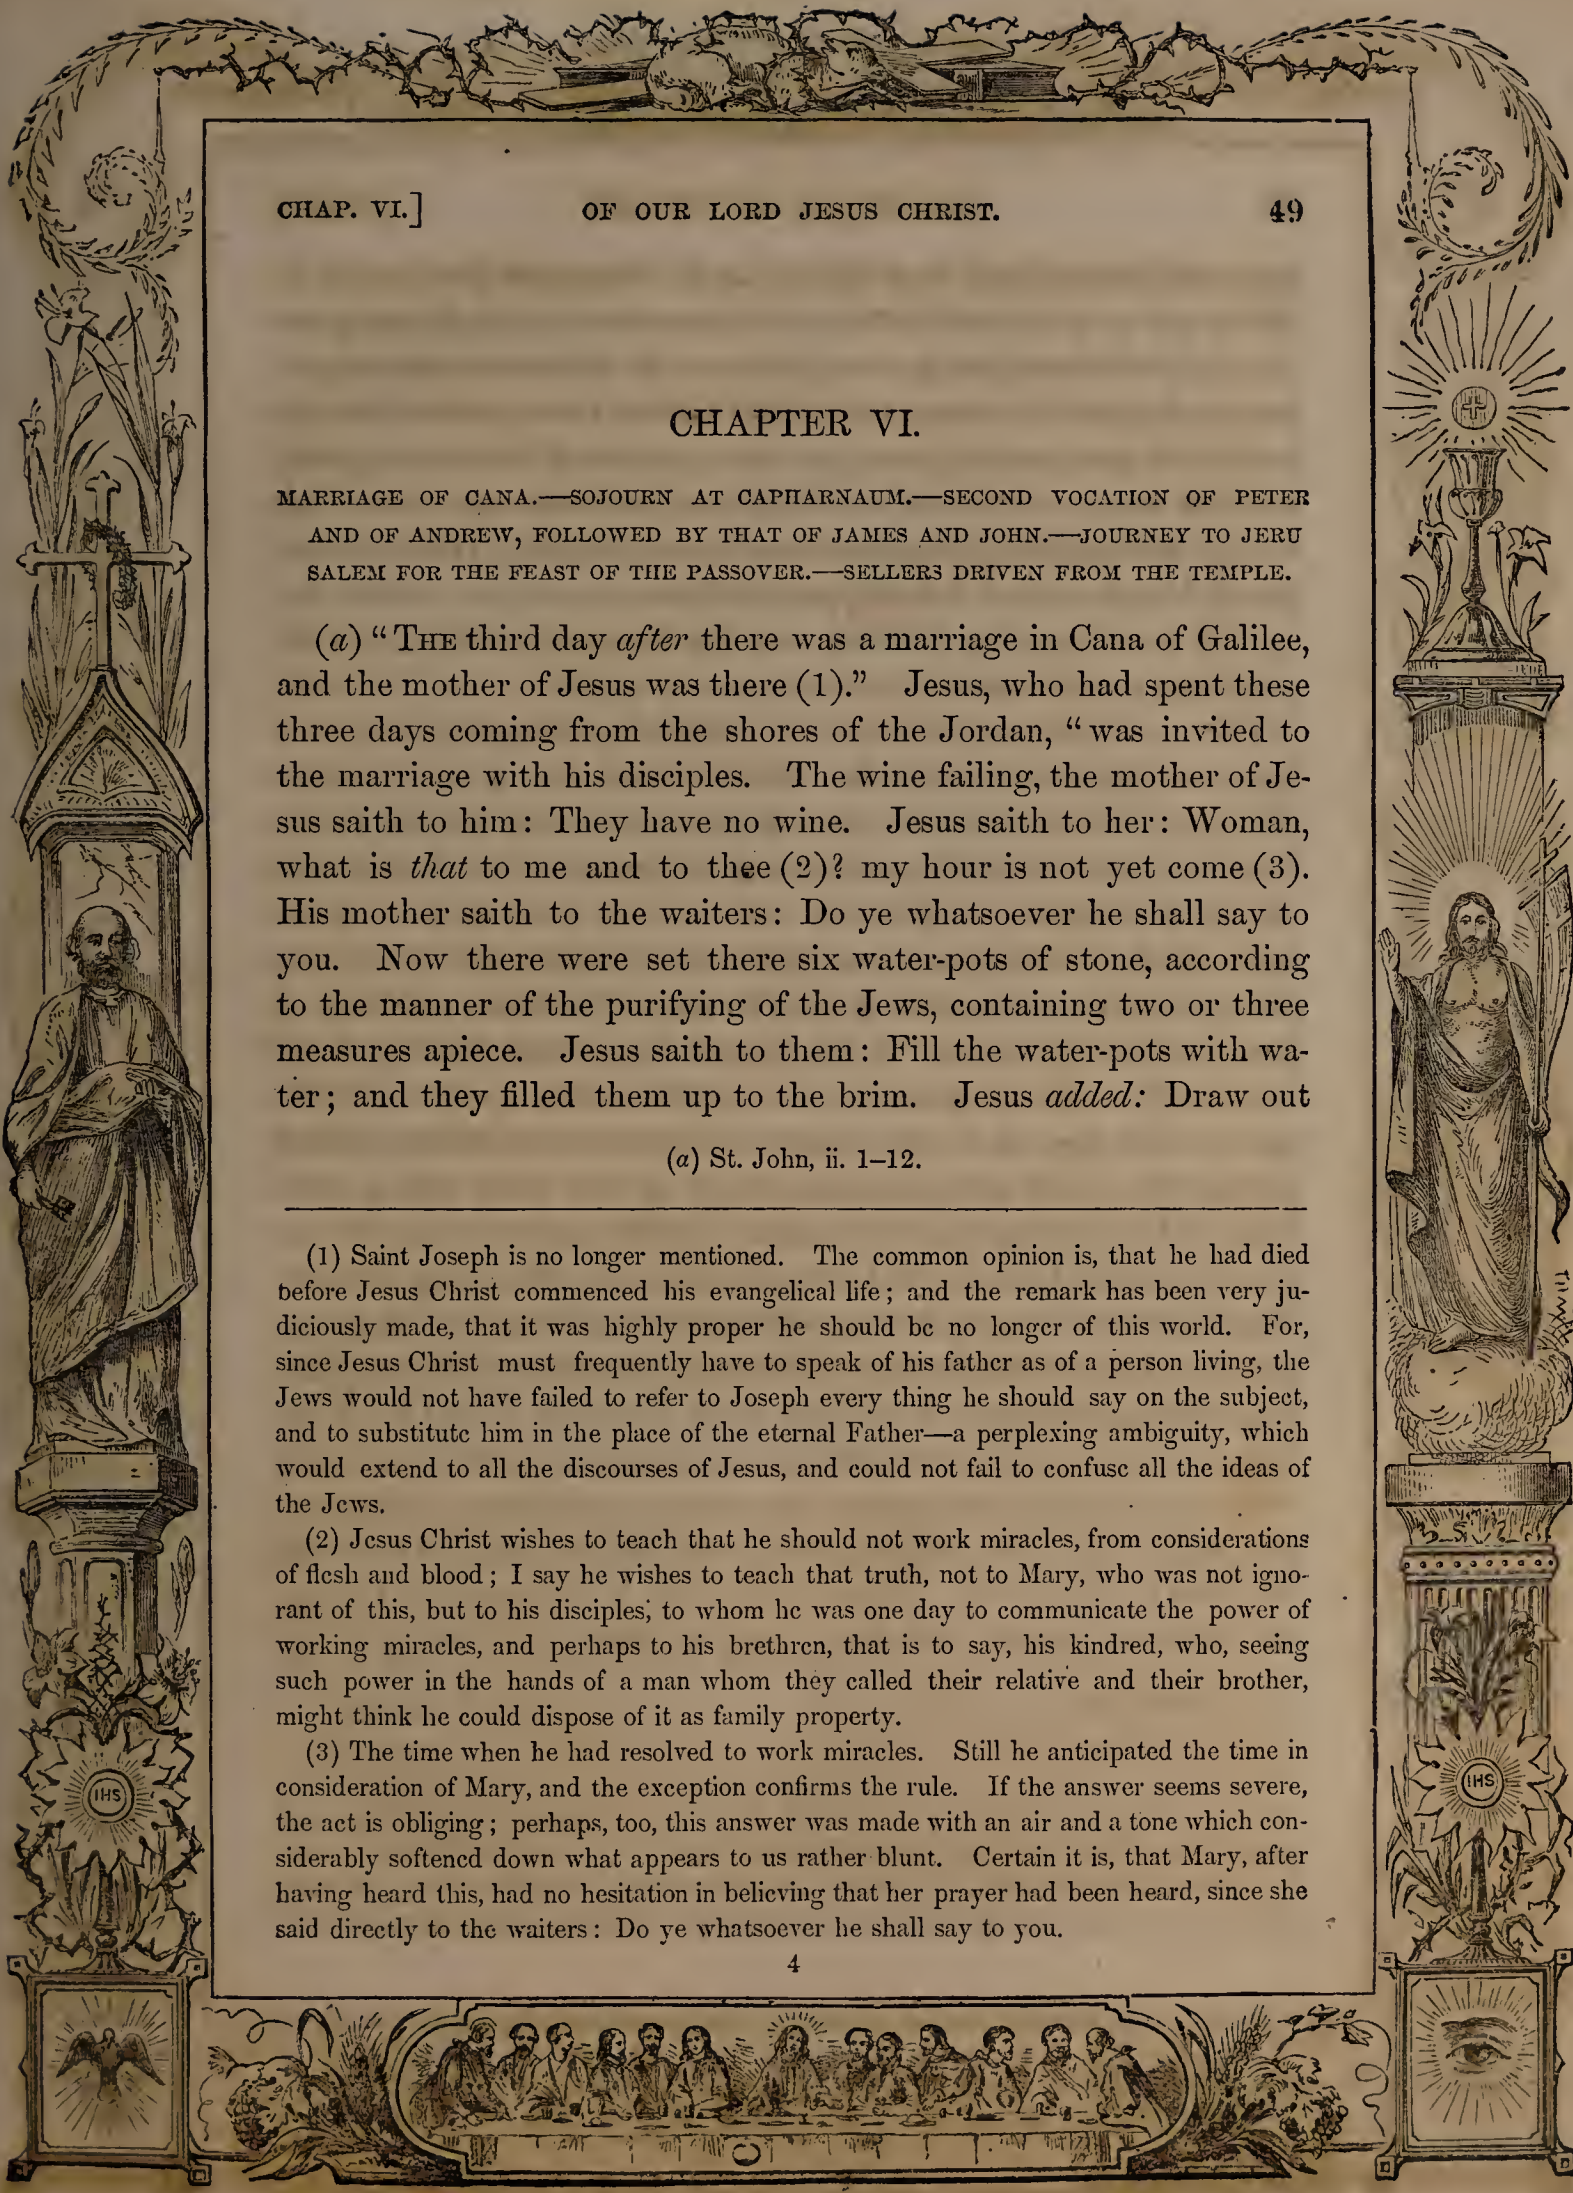 CHAP. VI.] OF OUR LORD JESUS CHRIST. 49
CHAPTER VI.
MARRIAGE OF CANA.—SOJOURN AT CAPHARNAUM.—SECOND VOCATION OF PETER
AND OF ANDREW, FOLLOWED BY THAT OF JAMES AND JOHN.—JOURNEY TO JERU
SALEM FOR THE FEAST OF THE PASSOVER.—SELLERS DRIVEN FROM THE TEMPLE.
(a) “THE third day after there was a marriage in Cana of Galilee,
and the mother of Jesus was there (1).” Jesus, who had spent these
three days coming from the shores of the Jordan, “was invited to
the marriage with his disciples. The wine failing, the mother of Je-
sus saith to him: They have no wine. Jesus saith to her: Woman,
what is that to me and to thee (2)? my hour is not yet come (3).
His mother saith to the waiters: Do ye whatsoever he shall say to
you. Now there were set there six water-pots of stone, according
to the manner of the purifying of the Jews, containing two or three
measures apiece. Jesus saith to them: Fill the water-pots with wa-
ter; and they filled them up to the brim. Jesus added: Draw out
(a) St. John, ii. 1–12.
(1) Saint Joseph is no longer mentioned. The common opinion is, that he had died
before Jesus Christ commenced his evangelical life; and the remark has been very ju-
diciously made, that it was highly proper he should be no longer of this world. For,
since Jesus Christ must frequently have to speak of his father as of a person living, the
Jews would not have failed to refer to Joseph every thing he should say on the subject,
and to substitute him in the place of the eternal Father—a perplexing ambiguity, which
would extend to all the discourses of Jesus, and could not fail to confuse all the ideas of
the Jews.
(2) Jesus Christ wishes to teach that he should not work miracles, from considerations
of flesh and blood; I say he wishes to teach that truth, not to Mary, who was not igno-
rant of this, but to his disciples, to whom he was one day to communicate the power of
working miracles, and perhaps to his brethren, that is to say, his kindred, who, seeing
such power in the hands of a man whom they called their relative and their brother,
might think he could dispose of it as family property.
(3) The time when he had resolved to work miracles. Still he anticipated the time in
consideration of Mary, and the exception confirms the rule. If the answer seems severe,
the act is obliging; perhaps, too, this answer was made with an air and a tone which con-
siderably softened down what appears to us rather blunt. Certain it is, that Mary, after
having heard this, had no hesitation in believing that her prayer had been heard, since she
said directly to the waiters: Do ye whatsoever he shall say to you.
4
IHS
IHS